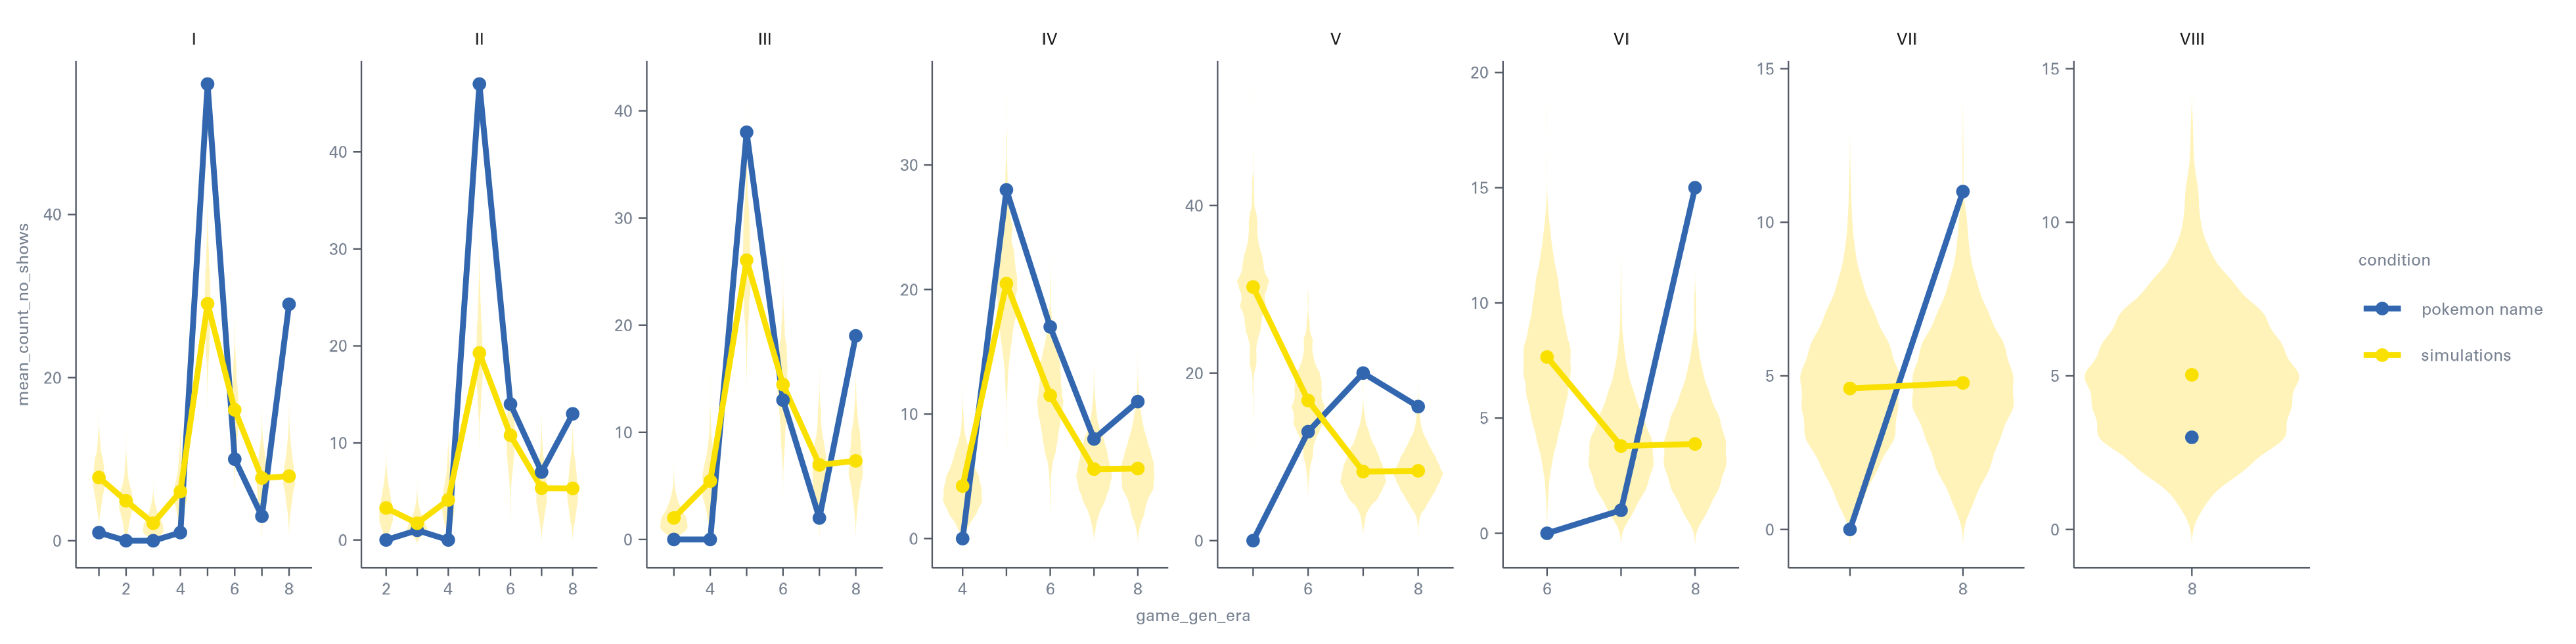 I II III IV V VI VII VIII
mean_count_no_shows
0 20 40
2 4 6 8
0 10 20 30 40
2 4 6 8
0 10 20 30 40
4 6 8
0 10 20 30
4 6 8
0 20 40
6 8
0 5 10 15 20
6 8
0 5 10 15
8
0 5 10 15
8
game_gen_era
condition
pokemon name
simulations